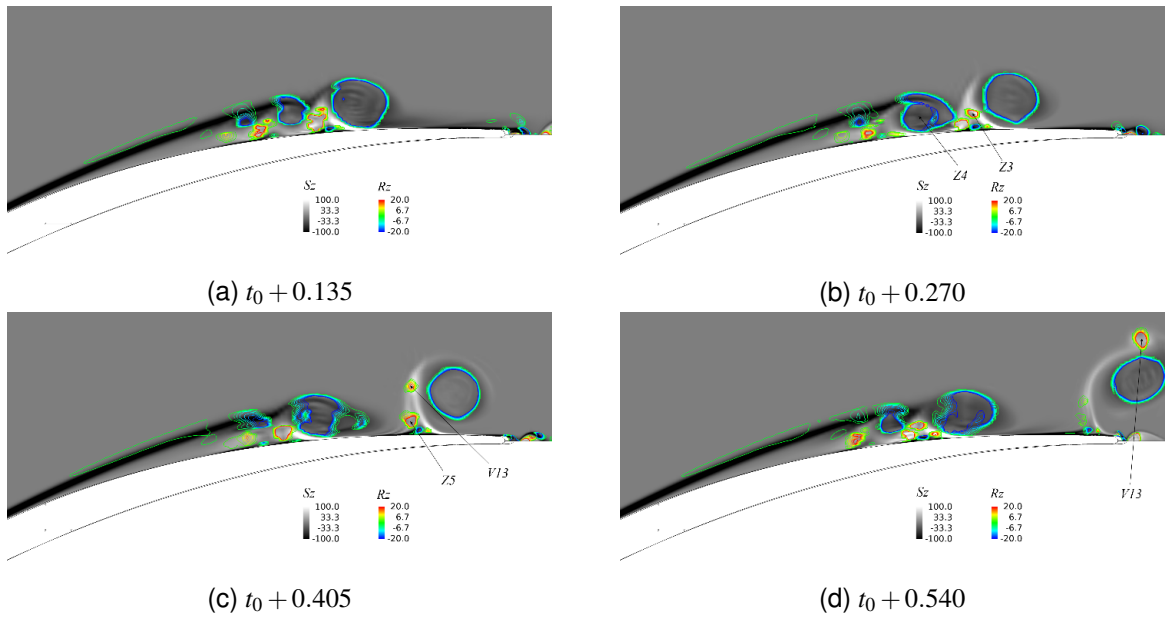 Z4 Z3
Sz Rz Sz Rz
100.0 20.0 100.0 20.0
33.3 6.7 33.3 6.7
-33.3 -6.7 -33.3 -6.7
-100.0 -20.0 -100.0 -20.0
(a) t0 + 0.135 (b) t0 + 0.270
Z5 V13 V13
Sz Rz Sz Rz
100.0 20.0 100.0 20.0
33.3 6.7 33.3 6.7
-33.3 -6.7 -33.3 -6.7
-100.0 -20.0 -100.0 -20.0
(c) t0 + 0.405 (d) t0 + 0.540